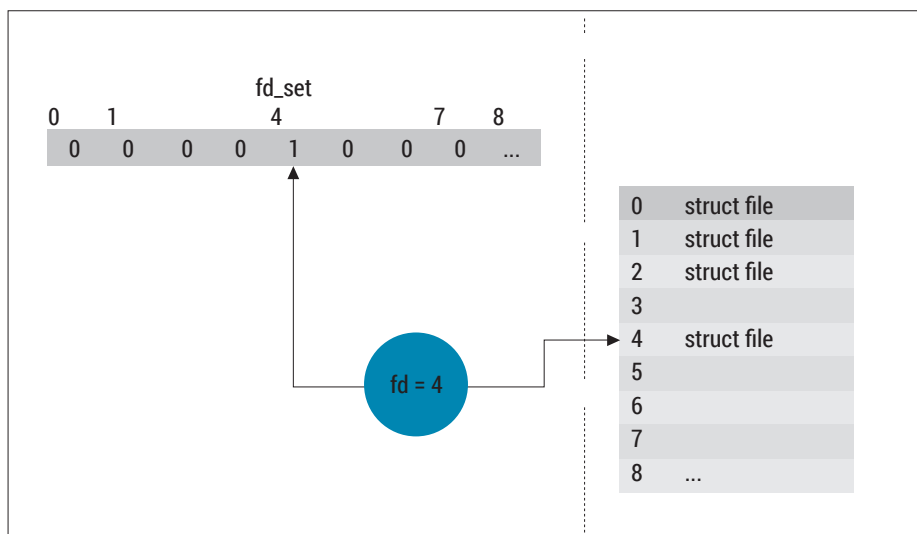 fd_set
0 1 4 7 8
0 0 0 0 1 0 0 0 ...
fd = 4
0 struct file
1 struct file
2 struct file
3
4 struct file
5
6
7
8 ...